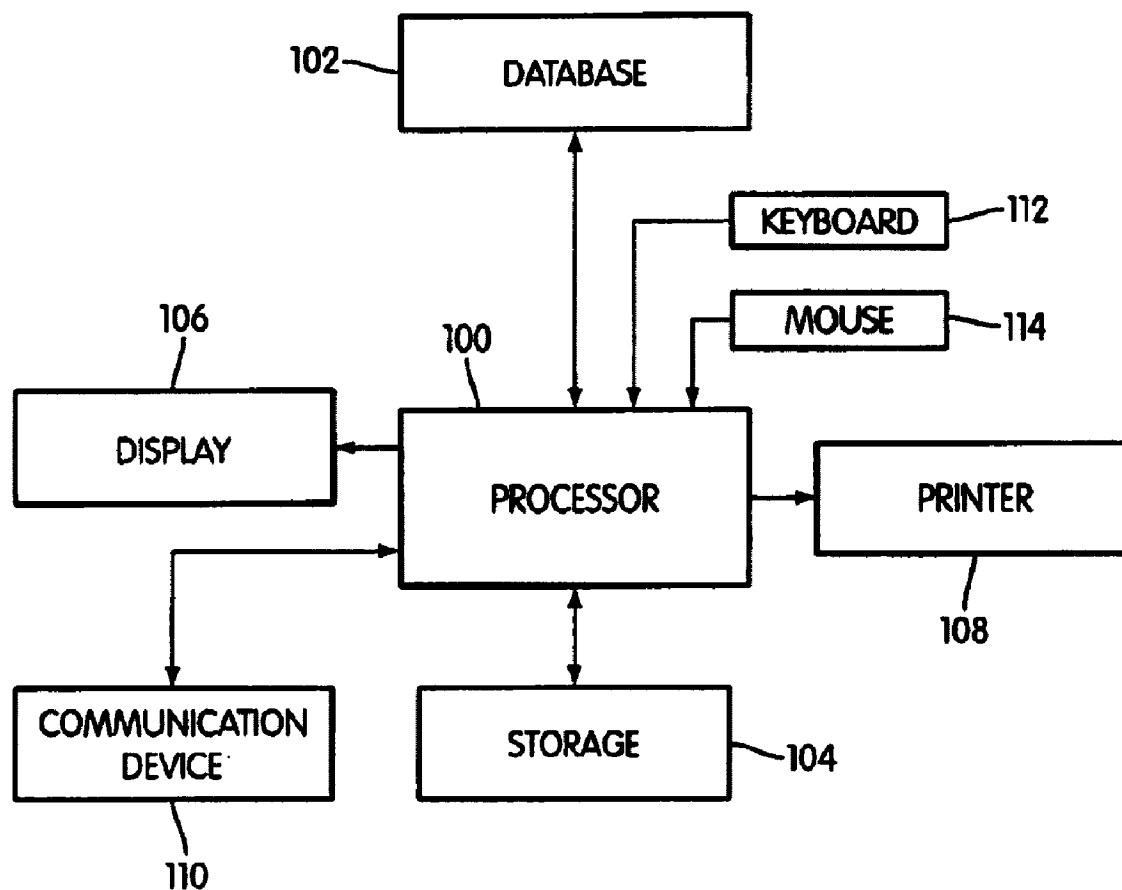 102
DATABASE
KEYBOARD
112
MOUSE
114
106
100
DISPLAY
PROCESSOR
PRINTER
108
COMMUNICATION
DEVICE
STORAGE
104
110